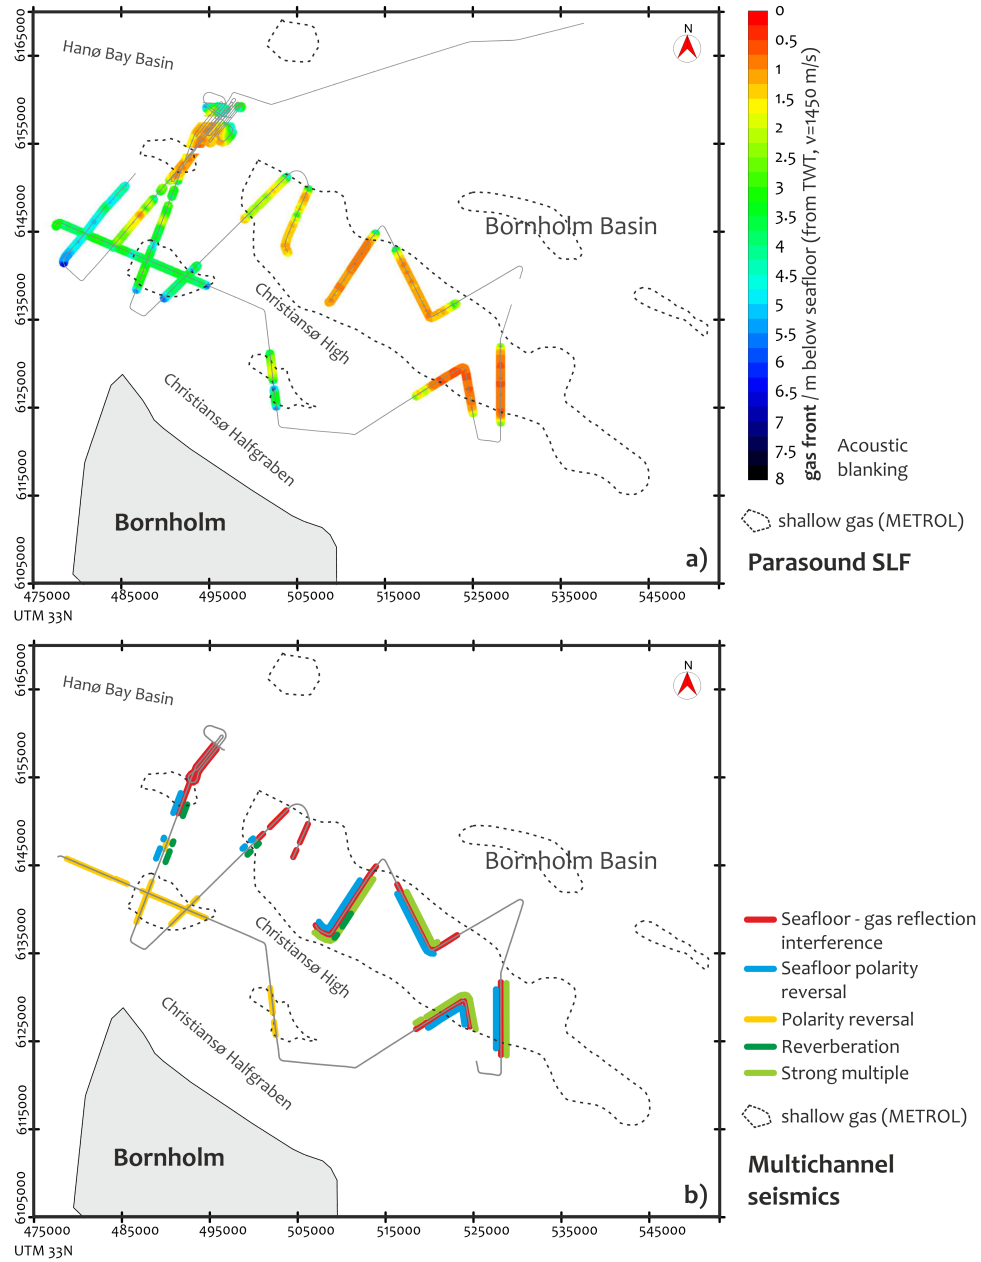 6165000
6155000
6145000
6135000
6125000
6115000
6105000
Hanø Bay Basin
N
Bornholm Basin
Christiansø High
Christiansø Halfgraben
Bornholm
a)
475000 485000 495000 505000 515000 525000 535000 545000
UTM 33N
0
0.5
1
1.5
2
2.5
3
3.5
4
4.5
5
5.5
6
6.5
7
7.5
8
gas front / m below seafloor (from TWT, v=1450 m/s)
Acoustic
blanking
shallow gas (METROL)
Parasound SLF
6165000
6155000
6145000
6135000
6125000
6115000
6105000
Hanø Bay Basin
N
Bornholm Basin
Christiansø High
Christiansø Halfgraben
Bornholm
b)
475000 485000 495000 505000 515000 525000 535000 545000
UTM 33N
Seafloor - gas reflection
interference
Seafloor polarity
reversal
Polarity reversal
Reverberation
Strong multiple
shallow gas (METROL)
Multichannel
seismics